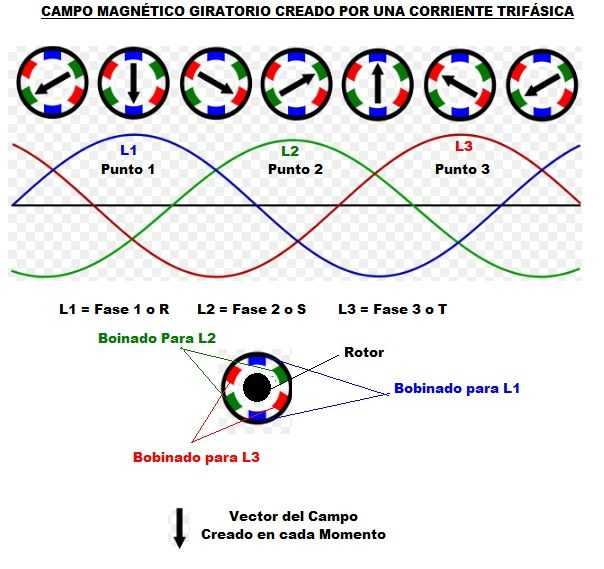 CAMPO MAGNÉTICO GIRATORIO CREADO POR UNA CORRIENTE TRIFÁSICA
L1
L2
L3
Punto 1
Punto 2
Punto 3
L1 = Fase 1 o R
L2 = Fase 2 o S
L3 = Fase 3 o T
Boinado Para L2
Rotor
Bobinado para L1
Bobinado para L3
Vector del Campo
Creado en cada Momento